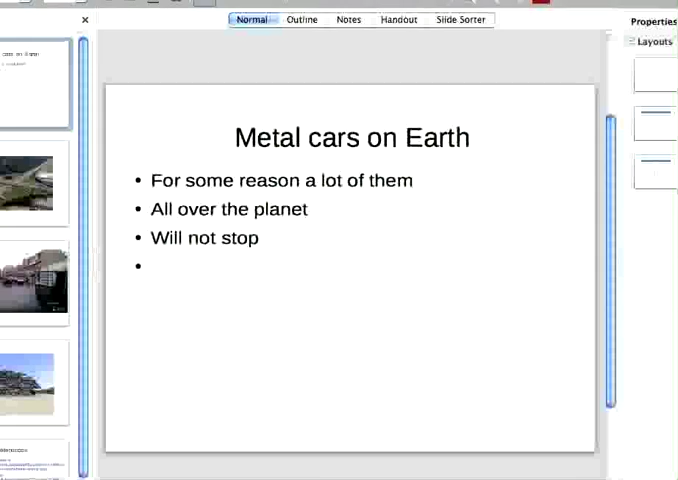 Normal
Outline
Notes
Handout
Slide Sorter
Properties
Layouts
Metal cars on Earth
• For some reason a lot of them
• All over the planet
• Will not stop
•